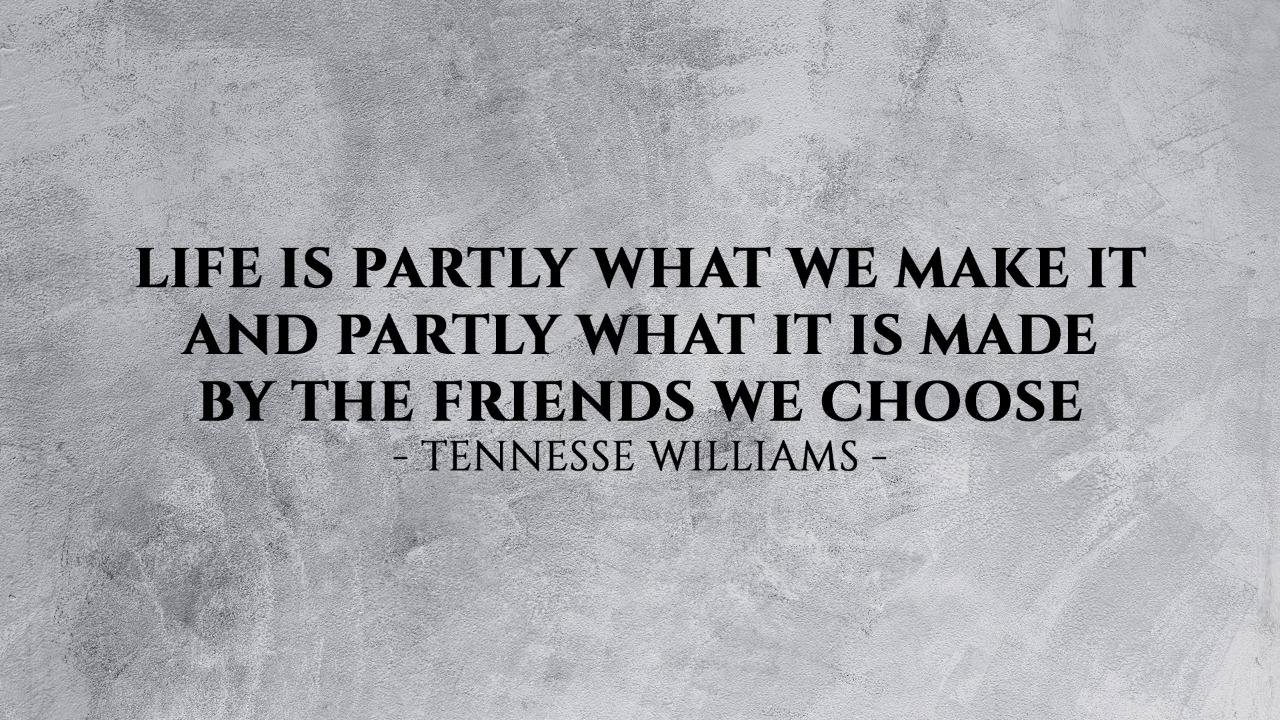 LIFE IS PARTLY WHAT WE MAKE IT
AND PARTLY WHAT IT IS MADE
BY THE FRIENDS WE CHOOSE
- TENNESSE WILLIAMS -